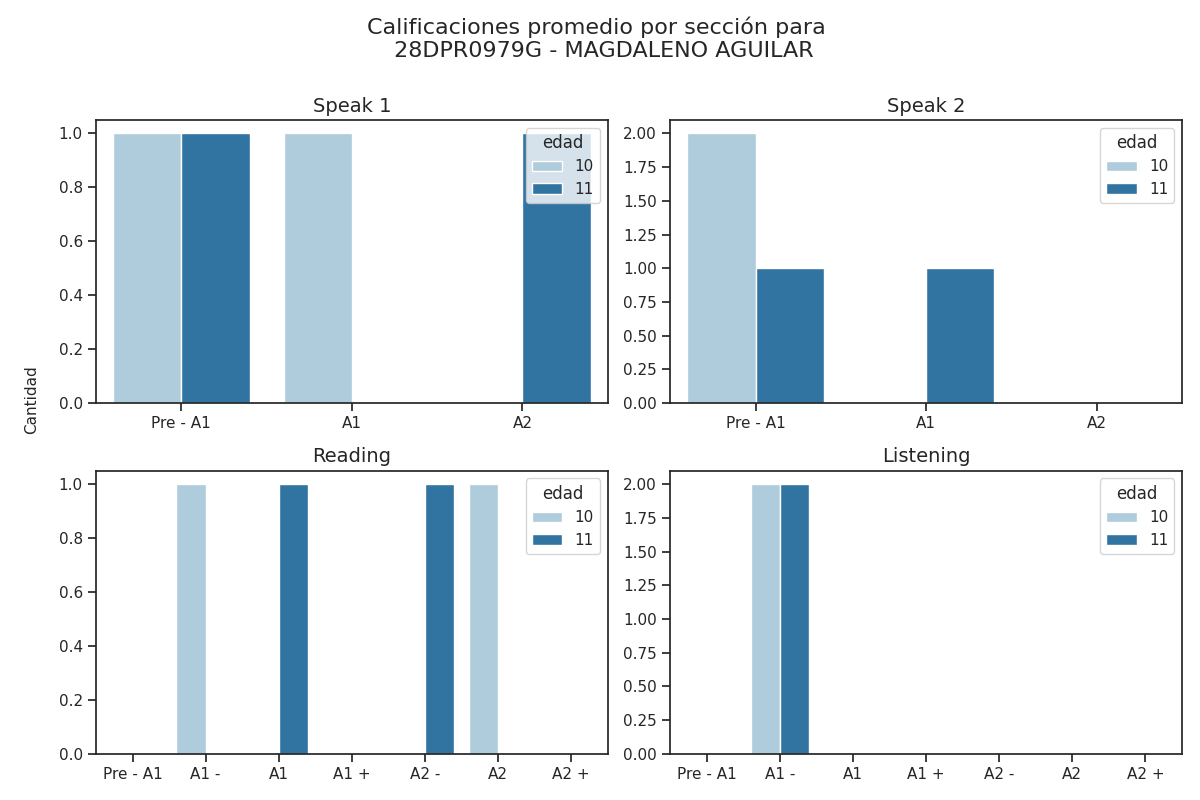 Calificaciones promedio por sección para
28DPR0979G - MAGDALENO AGUILAR
Cantidad
Speak 1
1.0
0.8
0.6
0.4
0.2
0.0
Pre - A1 A1 A2
edad
10
11
Speak 2
2.00
1.75
1.50
1.25
1.00
0.75
0.50
0.25
0.00
Pre - A1 A1 A2
edad
10
11
Reading
1.0
0.8
0.6
0.4
0.2
0.0
Pre - A1 A1 - A1 A1 + A2 - A2 A2 +
edad
10
11
Listening
2.00
1.75
1.50
1.25
1.00
0.75
0.50
0.25
0.00
Pre - A1 A1 - A1 A1 + A2 - A2 A2 +
edad
10
11